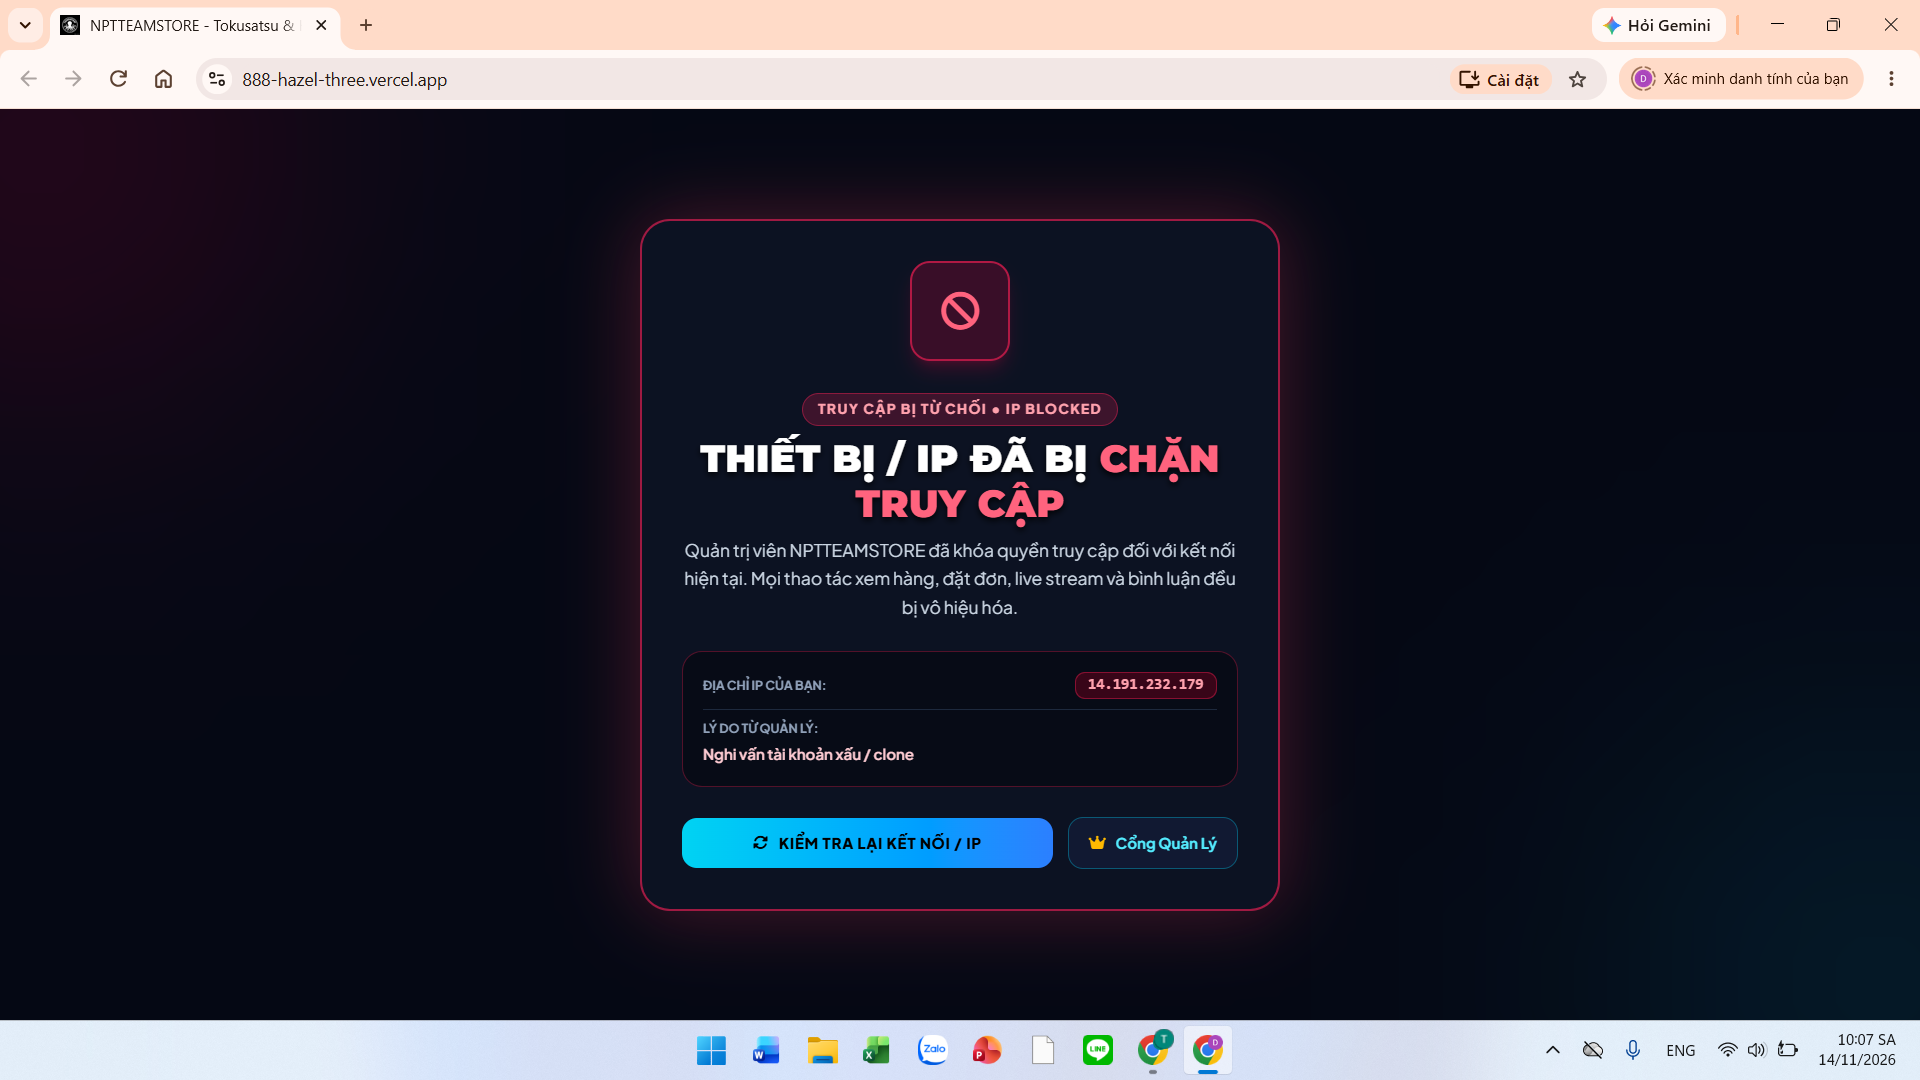 NPTTEAMSTORE - Tokusatsu &
Hỏi Gemini
888-hazel-three.vercel.app
Cài đặt
D
Xác minh danh tính của bạn
TRUY CẬP BỊ TỪ CHỐI • IP BLOCKED
THIẾT BỊ / IP ĐÃ BỊ CHẶN
TRUY CẬP
Quản trị viên NPTTEAMSTORE đã khóa quyền truy cập đối với kết nối
hiện tại. Mọi thao tác xem hàng, đặt đơn, live stream và bình luận đều
bị vô hiệu hóa.
ĐỊA CHỈ IP CỦA BẠN:
14.191.232.179
LÝ DO TỪ QUẢN LÝ:
Nghi vấn tài khoản xấu / clone
KIỂM TRA LẠI KẾT NỐI / IP
Cổng Quản Lý
W
X
Zalo
P
LINE
T
D
ENG
10:07 SA
14/11/2026